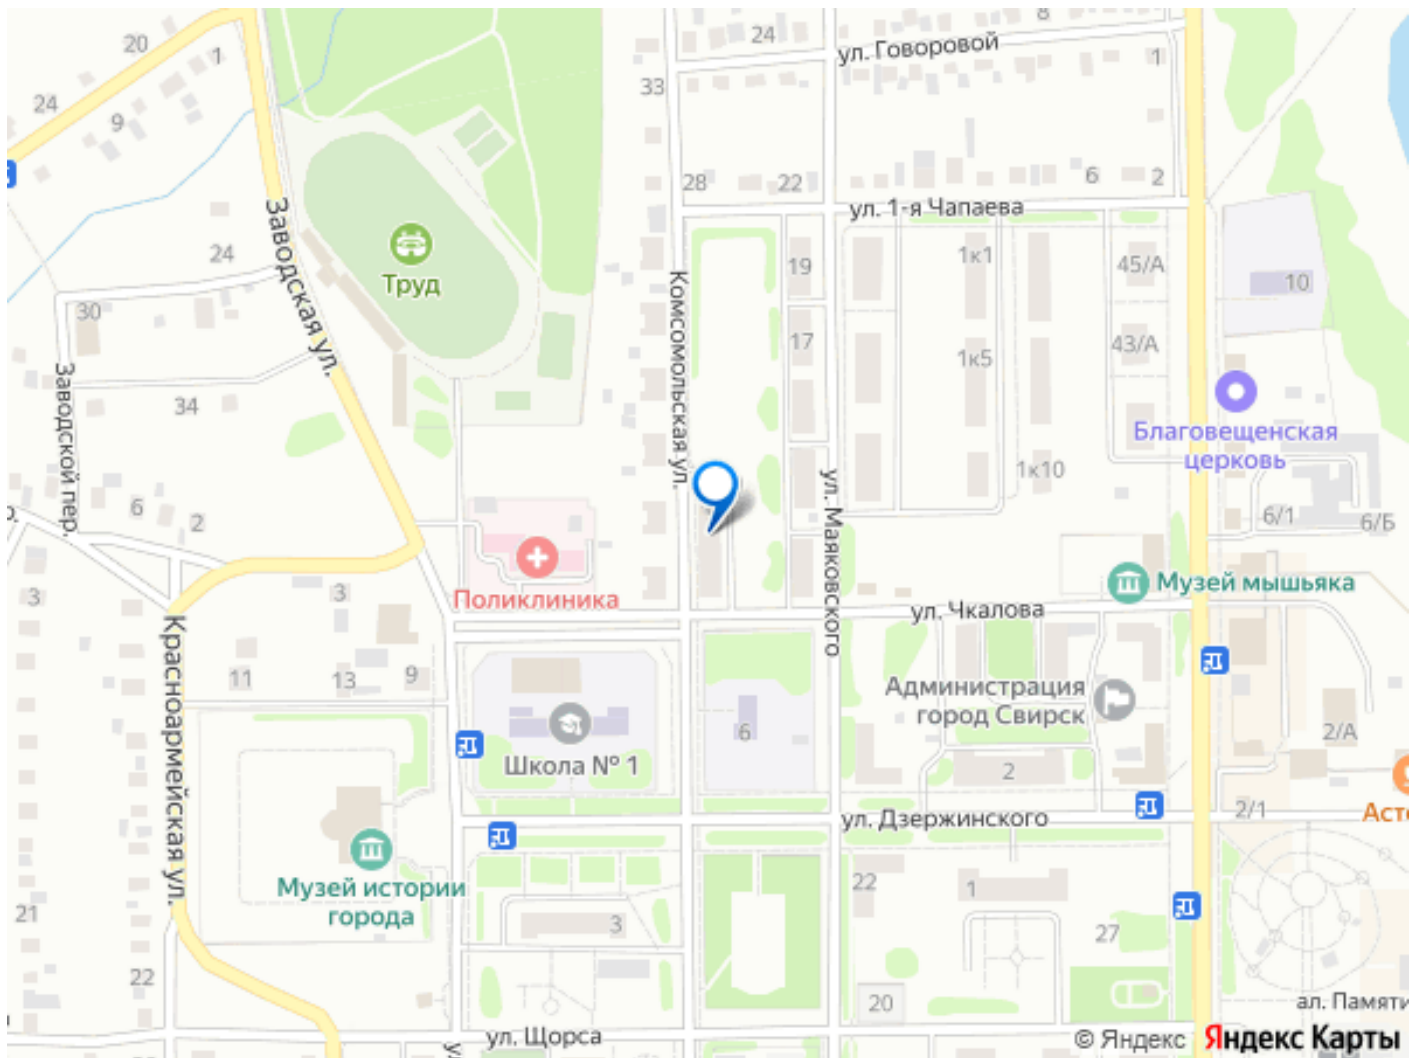 20
1
24
9
8
24
ул. Говоровой
1
33
28
22
6
2
ул. 1-я Чапаева
24
Заводская ул.
Труд
30
19
1к1
45/А
10
Комсомольская ул.
17
1к5
43/А
Заводской пер.
34
Благовещенская
церковь
1к10
6
2
ул. Маяковского
6/1
6/Б
Поликлиника
Музей мышьяка
3
3
ул. Чкалова
Красноармейская ул.
11
13
9
Администрация
город Свирск
6
2/А
Школа № 1
2
2/1
ул. Дзержинского
Музей истории
города
22
1
21
3
27
22
20
ал. Памяти
ул. Щорса
© Яндекс Яндекс Карты